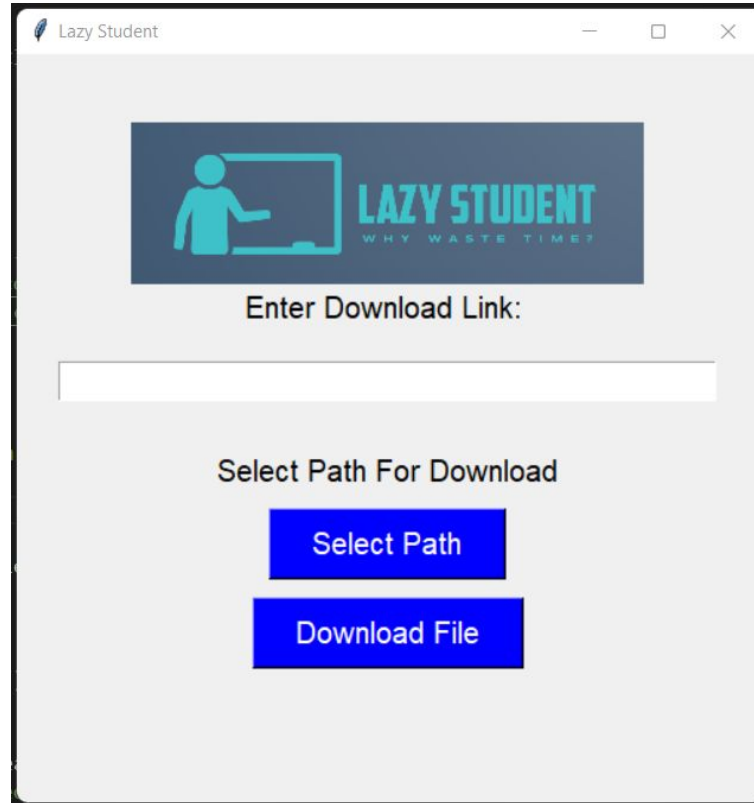 Lazy Student
LAZY STUDENT
WHY WASTE TIME?
Enter Download Link:
Select Path For Download
Select Path
Download File